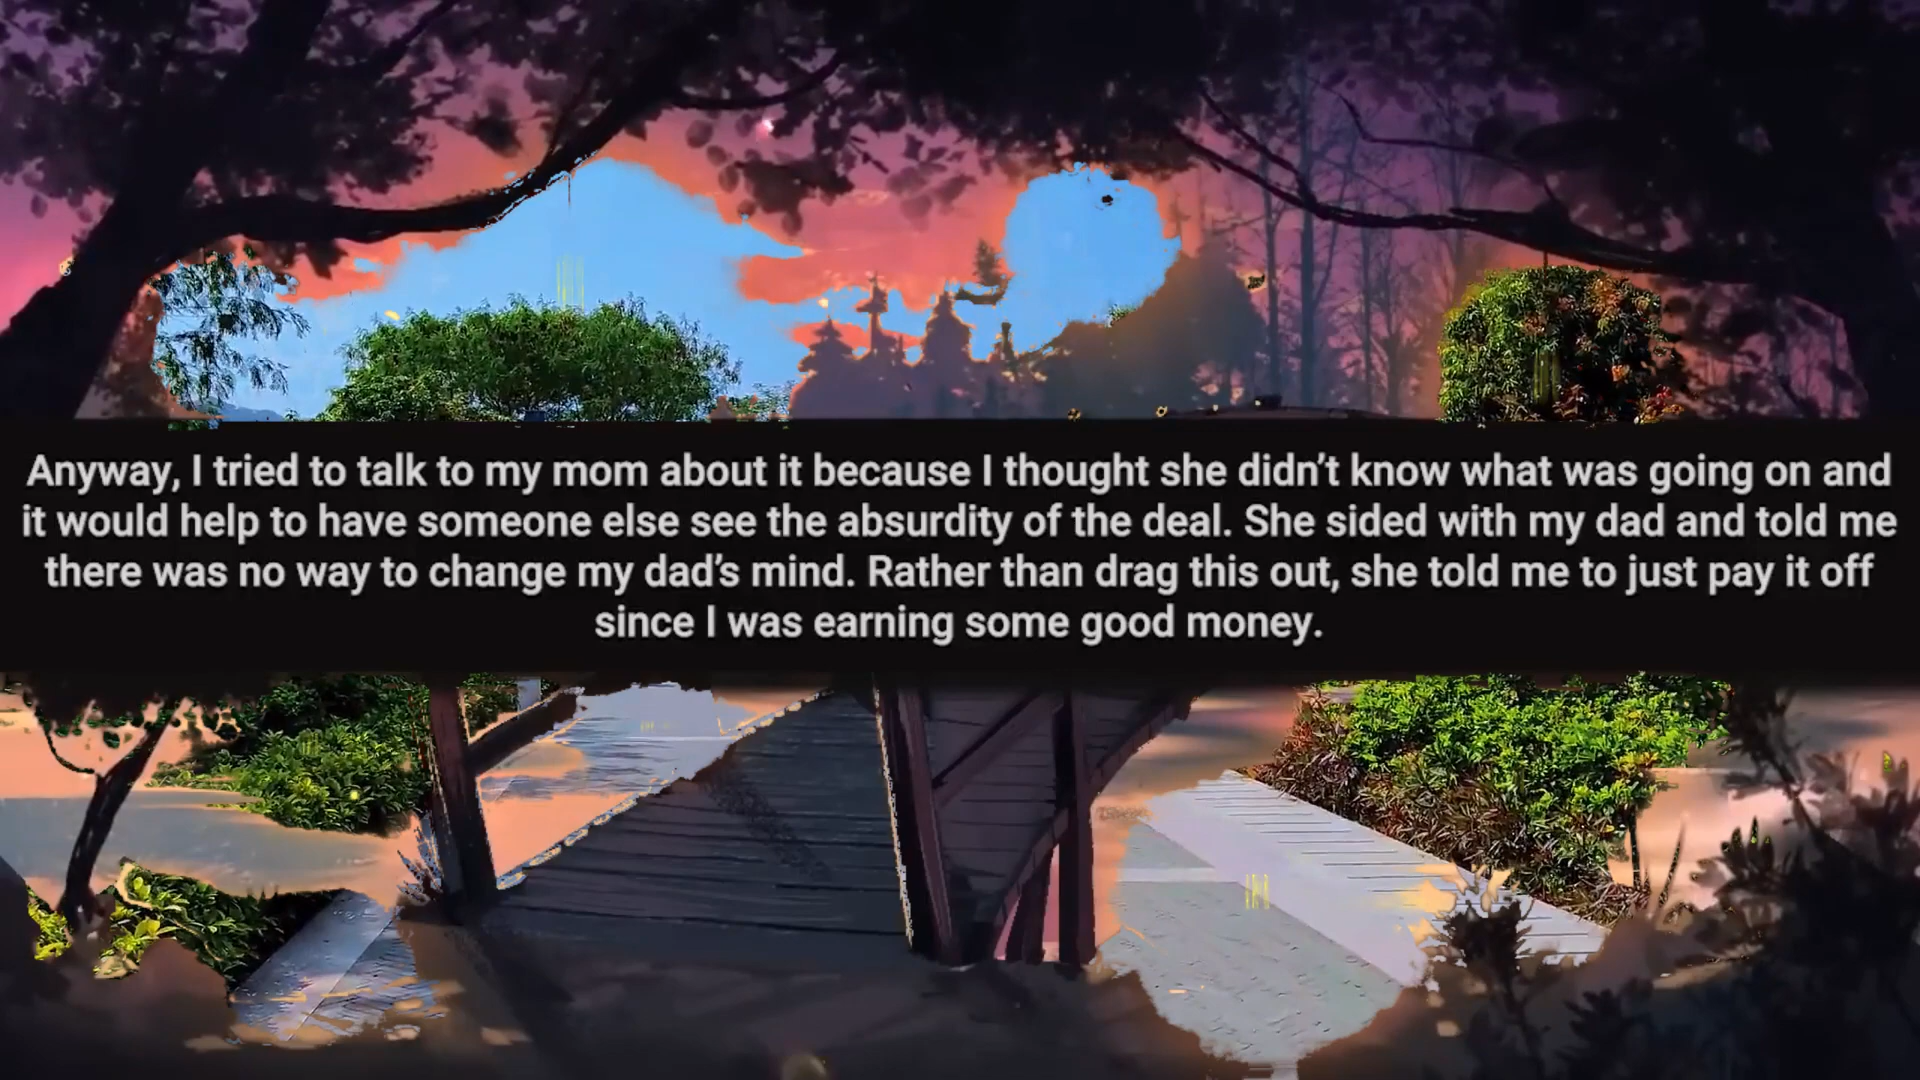 Anyway, I tried to talk to my mom about it because I thought she didn’t know what was going on and
it would help to have someone else see the absurdity of the deal. She sided with my dad and told me
there was no way to change my dad’s mind. Rather than drag this out, she told me to just pay it off
since I was earning some good money.